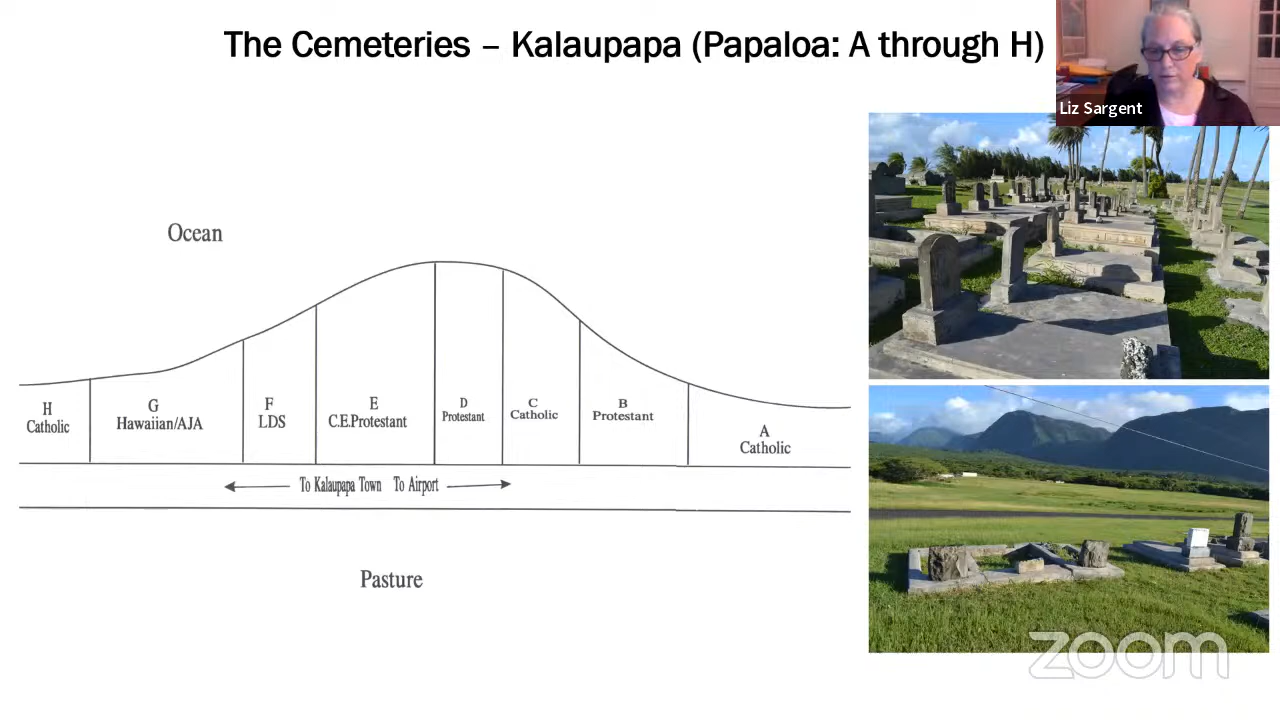 The Cemeteries – Kalaupapa (Papaloa: A through H)
Liz Sargent
Ocean
H
Catholic
G
Hawaiian/AJA
F
LDS
E
C.E.Protestant
D
Protestant
C
Catholic
B
Protestant
A
Catholic
To Kalaupapa Town To Airport
Pasture
zoom